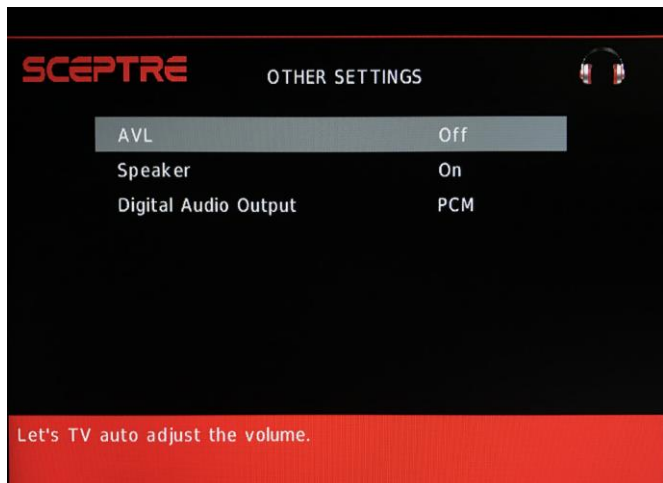 SCEPTRE
OTHER SETTINGS
AVL Off
Speaker On
Digital Audio Output PCM
Let's TV auto adjust the volume.